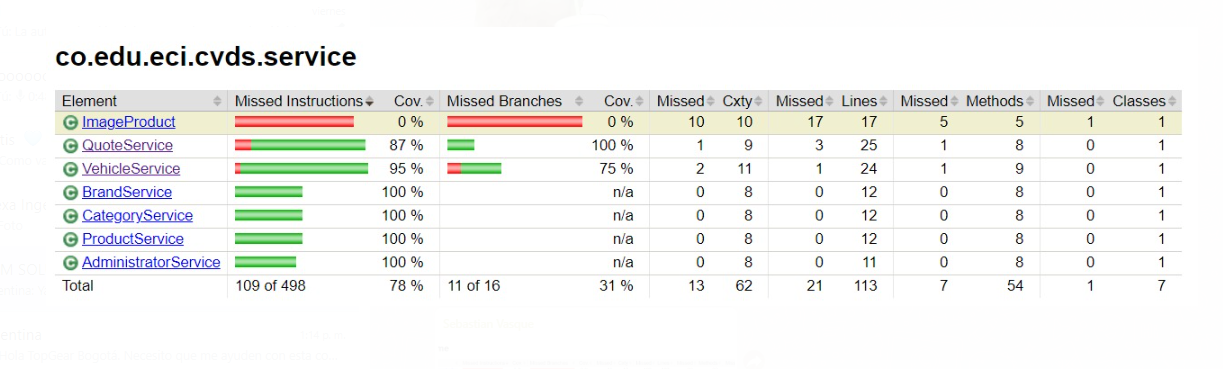 co.edu.eci.cvds.service
Element Missed Instructions Cov. Missed Branches Cov. Missed Cxty Missed Lines Missed Methods Missed Classes
ImageProduct 0 % 0 % 10 10 17 17 5 5 1 1
QuoteService 87 % 100 % 1 9 3 25 1 8 0 1
VehicleService 95 % 75 % 2 11 1 24 1 9 0 1
BrandService 100 % n/a 0 8 0 12 0 8 0 1
CategoryService 100 % n/a 0 8 0 12 0 8 0 1
ProductService 100 % n/a 0 8 0 12 0 8 0 1
AdministratorService 100 % n/a 0 8 0 11 0 8 0 1
Total 109 of 498 78 % 11 of 16 31 % 13 62 21 113 7 54 1 7